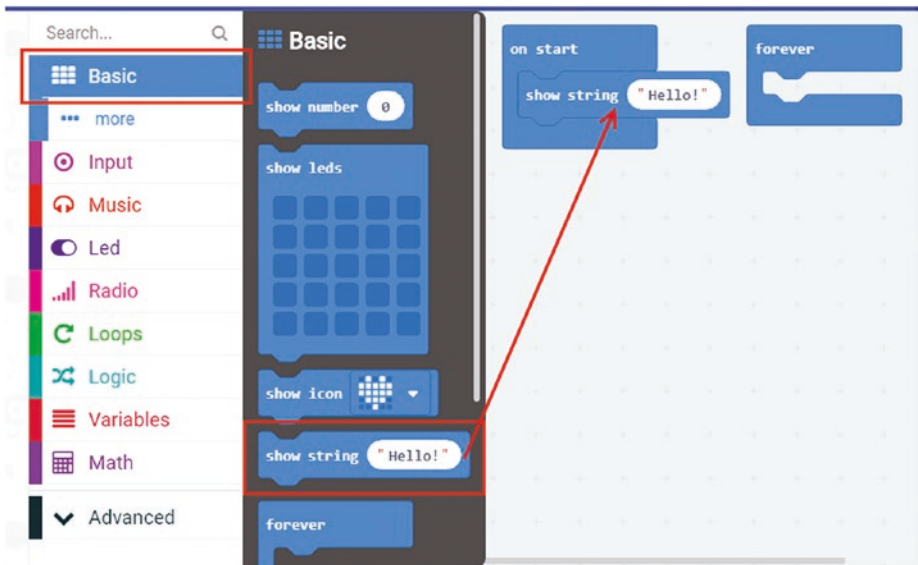 Search...
Basic
more
Input
Music
Led
Radio
Loops
Logic
Variables
Math
Advanced
Basic
show number 0
show leds
show icon
show string "Hello!"
forever
on start
show string "Hello!"
forever